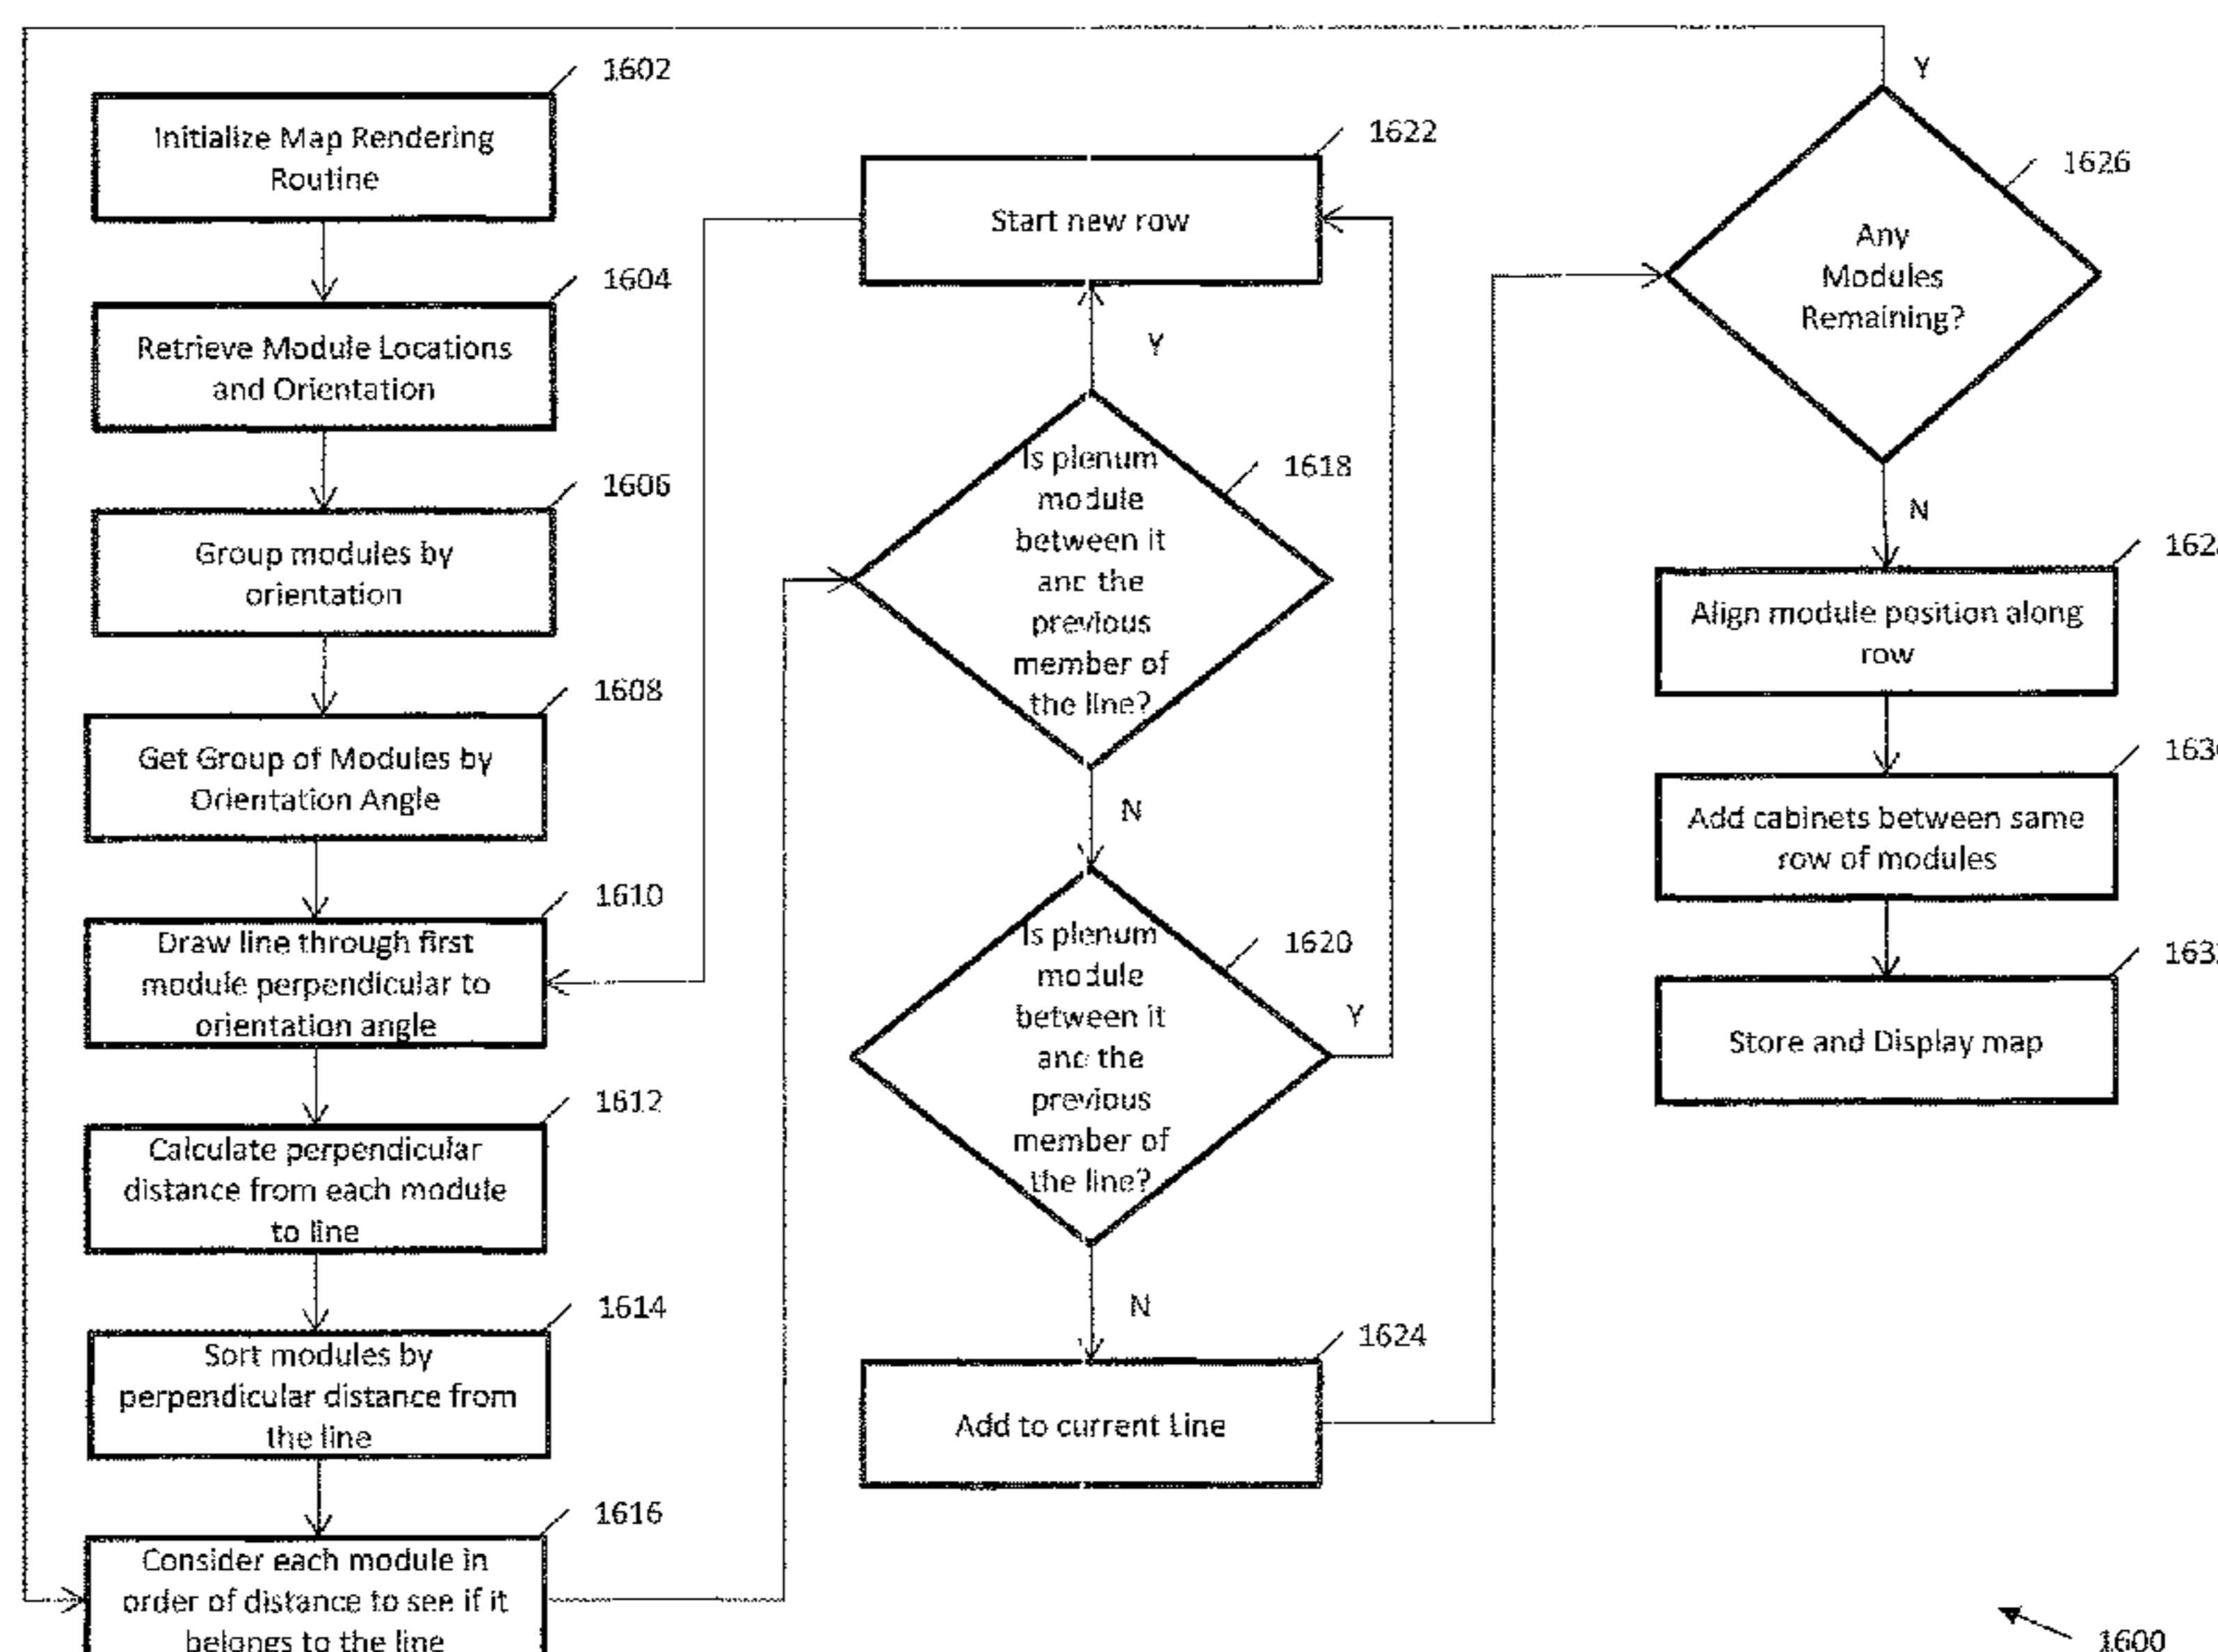 1602
Initialize Map Rendering
Routine
1604
Retrieve Module Locations
and Orientation
1606
Group modules by
orientation
1608
Get Group of Modules by
Orientation Angle
1610
Draw line through first
module perpendicular to
orientation angle
1612
Calculate perpendicular
distance from each module
to line
1614
Sort modules by
perpendicular distance from
the line
1616
Consider each module in
order of distance to see if it
belongs to the line
1622
Start new row
Y
1618
Is plenum
module
between it
and the
previous
member of
the line?
N
1620
Is plenum
module
between it
and the
previous
member of
the line?
Y
N
1624
Add to current Line
Y
1626
Any
Modules
Remaining?
N
Align module position along
row
Add cabinets between same
row of modules
Store and Display map
1600